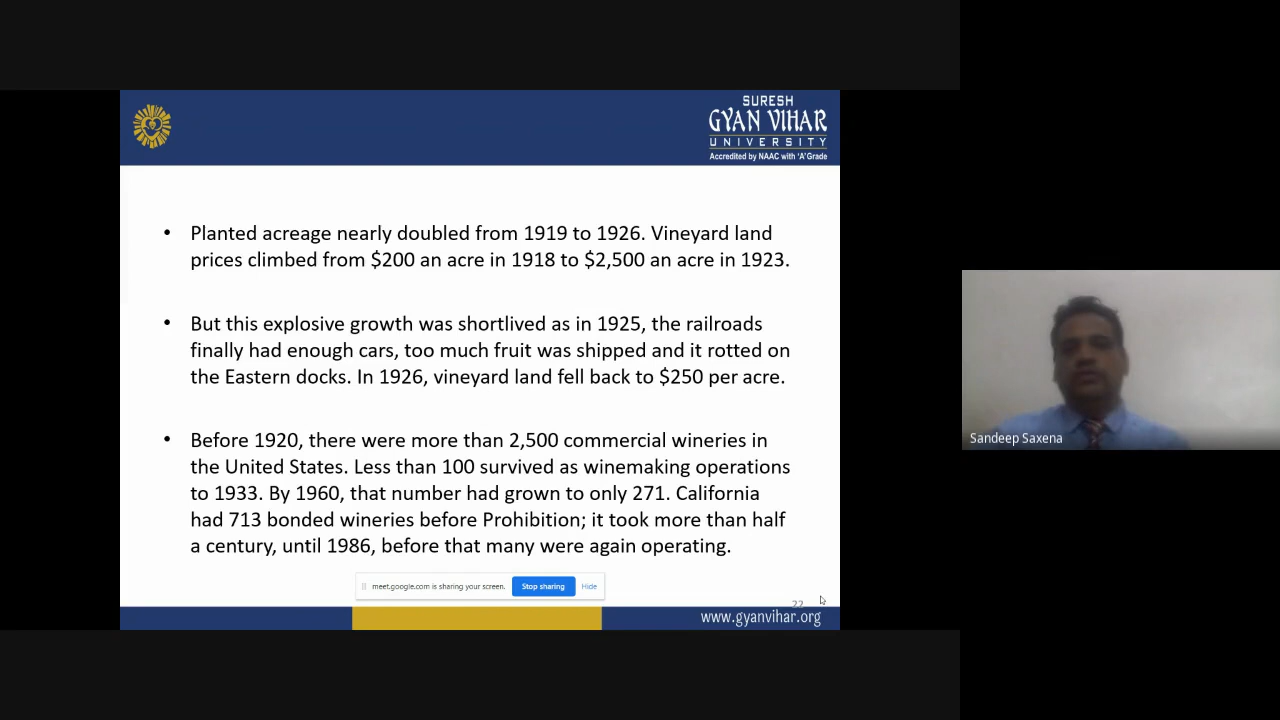 SURESH
GYAN VIHAR
UNIVERSITY
Accredited by NAAC with 'A' Grade
• Planted acreage nearly doubled from 1919 to 1926. Vineyard land
prices climbed from $200 an acre in 1918 to $2,500 an acre in 1923.
• But this explosive growth was shortlived as in 1925, the railroads
finally had enough cars, too much fruit was shipped and it rotted on
the Eastern docks. In 1926, vineyard land fell back to $250 per acre.
• Before 1920, there were more than 2,500 commercial wineries in
the United States. Less than 100 survived as winemaking operations
to 1933. By 1960, that number had grown to only 271. California
had 713 bonded wineries before Prohibition; it took more than half
a century, until 1986, before that many were again operating.
meet.google.com is sharing your screen. Stop sharing Hide
22
www.gyanvihar.org
Sandeep Saxena